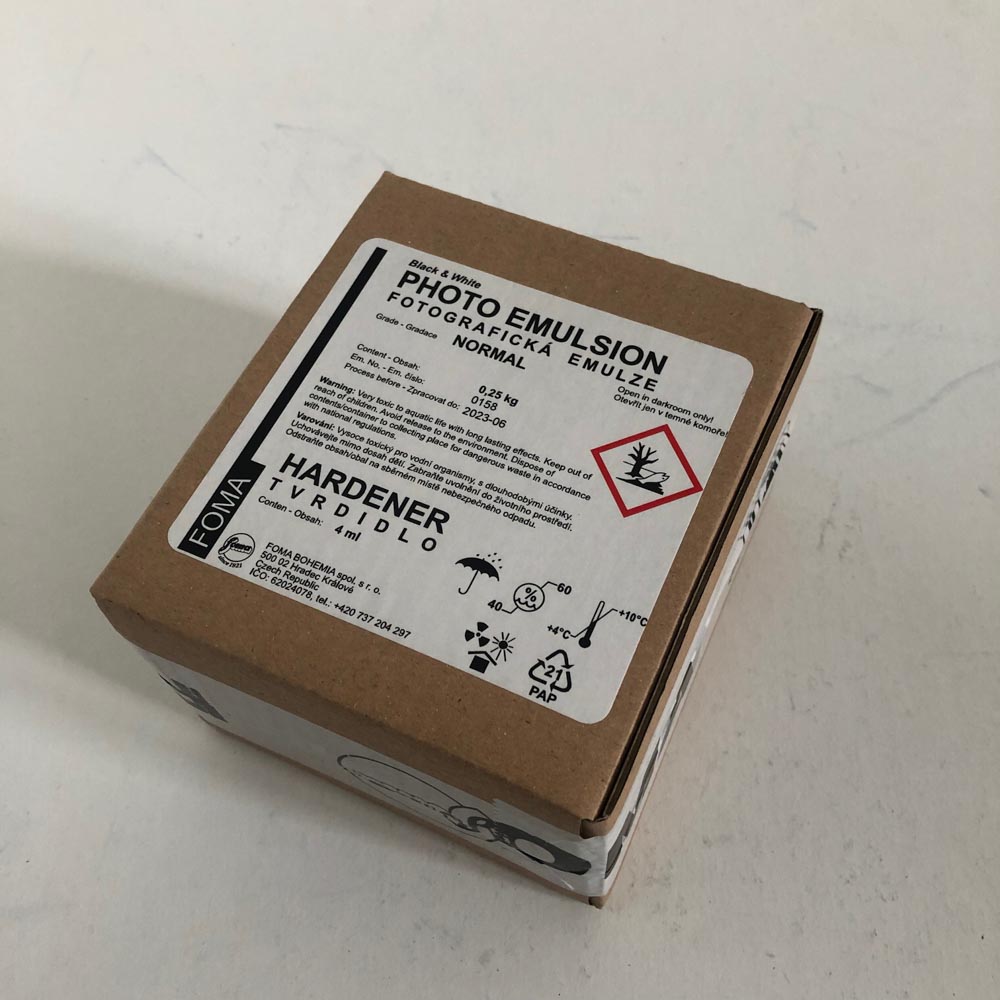 Black & White
PHOTO EMULSION
FOTOGRAFICKÁ EMULZE
Grade - Gradace
NORMAL
Content - Obsah:
0.25 kg
Em. No. - Em. číslo:
0158
Process before - Zpracovat do:
2023-06
Open in darkroom only!
Otevřít jen v temné komoře!
Warning: Very toxic to aquatic life with long lasting effects. Keep out of
reach of children. Avoid release to the environment. Dispose of
contents/container to collecting place for dangerous waste in accordance
with national regulations.
Varování: Vysoce toxický pro vodní organismy, s dlouhodobými účinky.
Uchovávejte mimo dosah dětí. Zabraňte uvolnění do životního prostředí.
Odstraňte obsah/obal na sběrném místě nebezpečného odpadu.
HARDENER
TVRDIDLO
Conten - Obsah:
4 ml
FOMA
foma
since 1921
FOMA BOHEMIA spol. s r. o.
500 02 Hradec Králové
Czech Republic
IČO: 62024078, tel.: +420 737 204 297
60
%
40
+10°C
+4°C
21
PAP